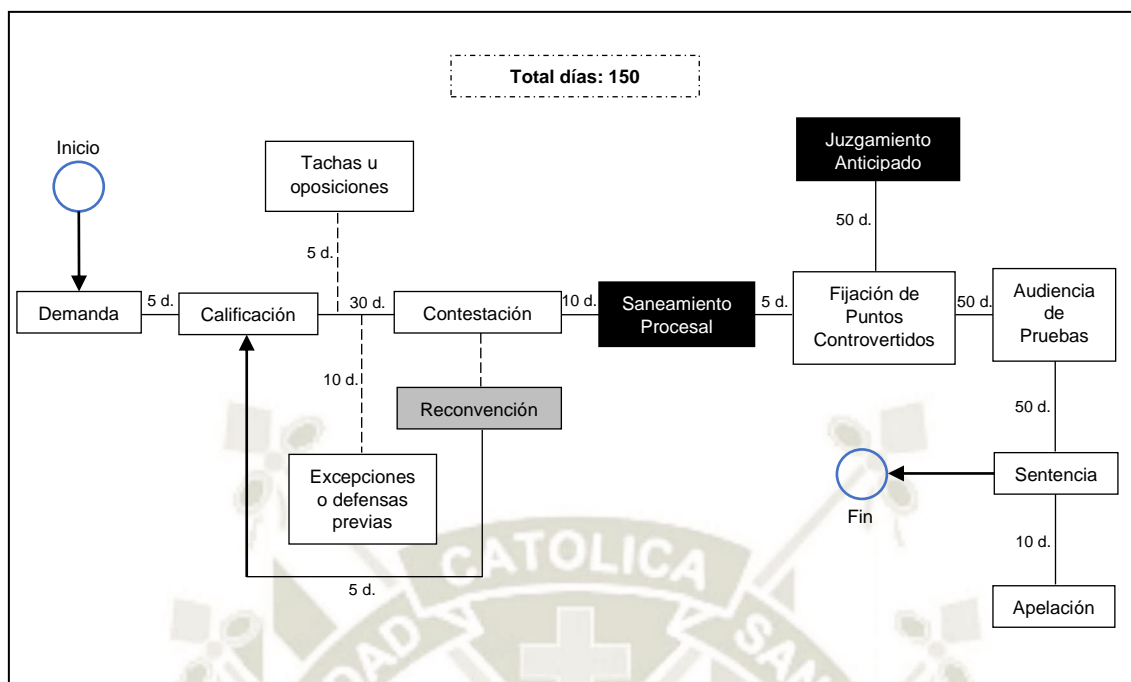 Total días: 150
Inicio
Tachas u
oposiciones
Juzgamiento
Anticipado
5 d.
50 d.
Demanda
5 d.
Calificación
30 d.
Contestación
10 d.
Saneamiento
Procesal
5 d.
Fijación de
Puntos
Controvertidos
50 d.
Audiencia
de
Pruebas
10 d.
Reconvención
50 d.
Excepciones
o defensas
previas
Sentencia
Fin
10 d.
5 d.
Apelación
CATOLICA
DAD
SAN